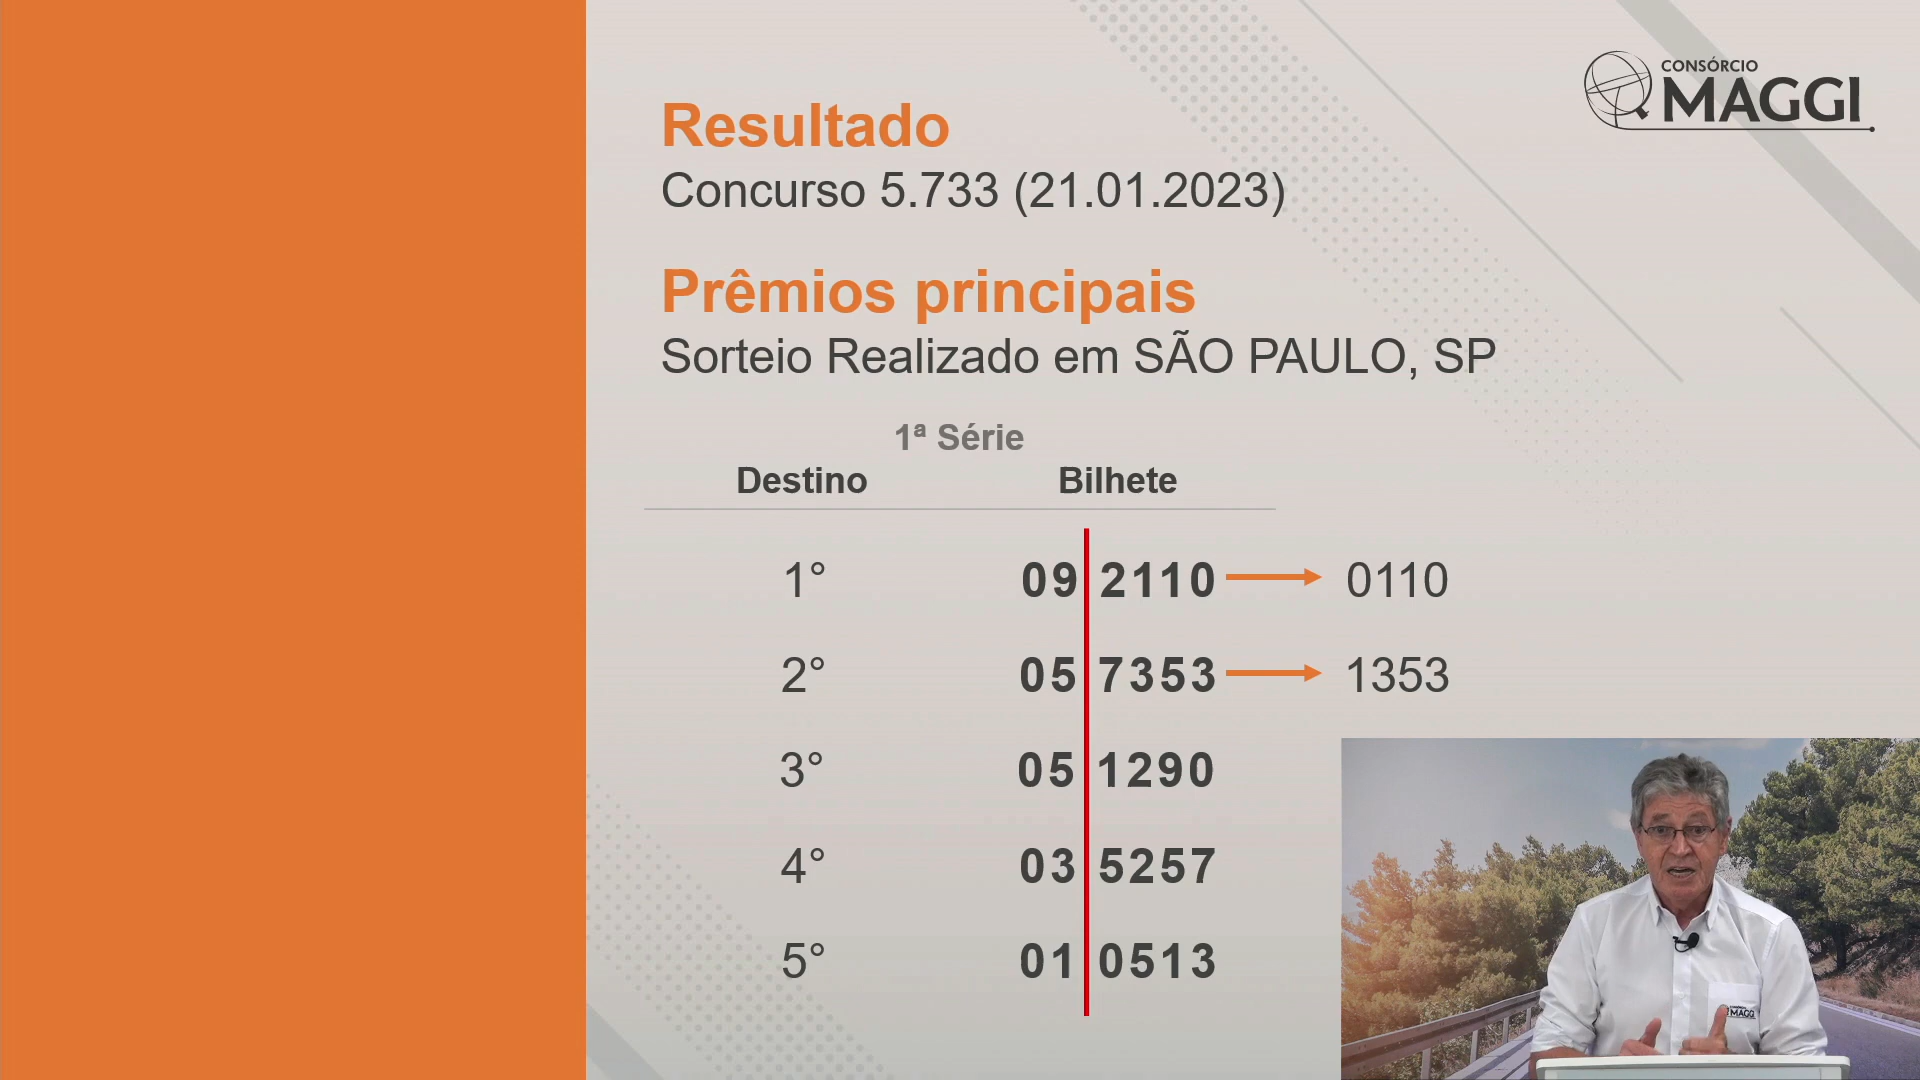 CONSÓRCIO
MAGGI
Resultado
Concurso 5.733 (21.01.2023)
Prêmios principais
Sorteio Realizado em SÃO PAULO, SP
1ª Série
Destino Bilhete
1° 09 2110 0110
2° 05 7353 1353
3° 05 1290
4° 03 5257
5° 01 0513
MAGGI